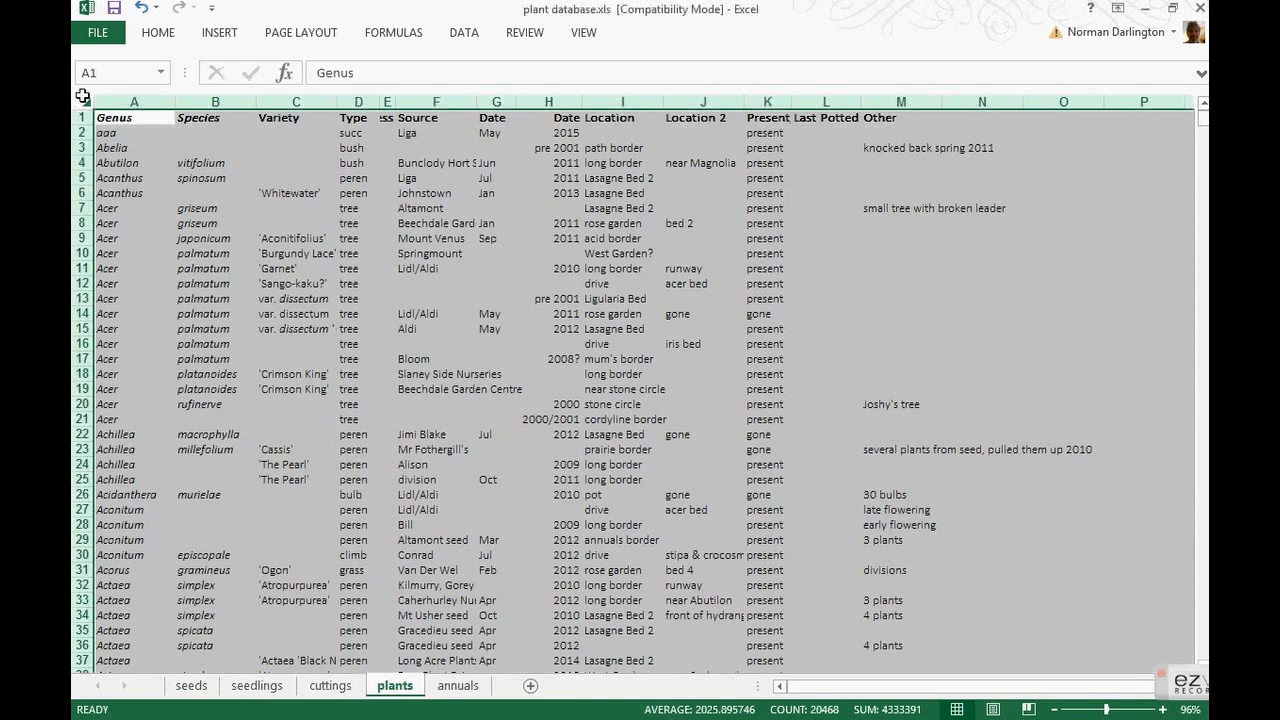 plant database.xls [Compatibility Mode] - Excel
FILE HOME INSERT PAGE LAYOUT FORMULAS DATA REVIEW VIEW Norman Darlington
A1 Genus
A B C D E F G H I J K L M N O P
1 Genus Species Variety Type Source Date Date Location Location 2 Present Last Potted Other
2 aaa succ Liga May 2015 present
3 Abelia bush pre 2001 path border present knocked back spring 2011
4 Abutilon vitifolium bush Bunclody Hort S Jun 2011 long border near Magnolia present
5 Acanthus spinosum peren Liga Jul 2011 Lasagne Bed 2 present
6 Acanthus 'Whitewater' peren Johnstown Jan 2013 Lasagne Bed present
7 Acer griseum tree Altamont Lasagne Bed 2 present small tree with broken leader
8 Acer griseum tree Beechdale Gard Jan 2011 rose garden bed 2 present
9 Acer japonicum 'Aconitifolius' tree Mount Venus Sep 2011 acid border present
10 Acer palmatum 'Burgundy Lace' tree Springmount West Garden? present
11 Acer palmatum 'Garnet' tree Lidl/Aldi 2010 long border runway present
12 Acer palmatum 'Sango-kaku?' tree drive acer bed present
13 Acer palmatum var. dissectum tree pre 2001 Ligularia Bed present
14 Acer palmatum var. dissectum tree Lidl/Aldi May 2011 rose garden gone gone
15 Acer palmatum var. dissectum ' tree Aldi May 2012 Lasagne Bed present
16 Acer palmatum tree drive iris bed present
17 Acer palmatum tree Bloom 2008? mum's border present
18 Acer platanoides 'Crimson King' tree Slaney Side Nurseries long border present
19 Acer platanoides 'Crimson King' tree Beechdale Garden Centre near stone circle present
20 Acer rufinerve tree 2000 stone circle present Joshy's tree
21 Acer tree 2000/2001 cordyline border present
22 Achillea macrophylla peren Jimi Blake Jul 2012 Lasagne Bed gone gone
23 Achillea millefolium 'Cassis' peren Mr Fothergill's prairie border gone several plants from seed, pulled them up 2010
24 Achillea 'The Pearl' peren Alison 2009 long border present
25 Achillea 'The Pearl' peren division Oct 2011 long border present
26 Acidanthera murielae bulb Lidl/Aldi 2010 pot gone gone 30 bulbs
27 Aconitum peren Lidl/Aldi drive acer bed present late flowering
28 Aconitum peren Bill 2009 long border present early flowering
29 Aconitum peren Altamont seed Mar 2012 annuals border present 3 plants
30 Aconitum episcopale climb Conrad Jul 2012 drive stipa & crocosm present
31 Acorus gramineus 'Ogon' grass Van Der Wel Feb 2012 rose garden bed 4 present divisions
32 Actaea simplex 'Atropurpurea' peren Kilmurry, Gorey 2010 long border runway present
33 Actaea simplex 'Atropurpurea' peren Caherhurley Nu Apr 2012 long border near Abutilon present 3 plants
34 Actaea simplex peren Mt Usher seed Oct 2010 Lasagne Bed 2 front of hydrang present 4 plants
35 Actaea spicata peren Gracedieu seed Apr 2012 Lasagne Bed 2 present
36 Actaea spicata peren Gracedieu seed Apr 2012 present 4 plants
37 Actaea 'Actaea 'Black N peren Long Acre Plant Apr 2014 Lasagne Bed 2 present
seeds seedlings cuttings plants annuals
READY AVERAGE: 2025.895746 COUNT: 20468 SUM: 4333391 96%